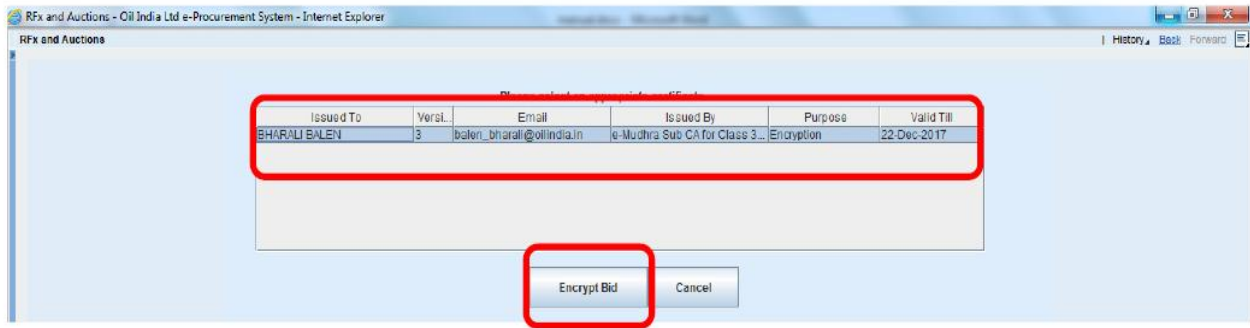 RFx and Auctions - Oil India Ltd e-Procurement System - Internet Explorer
RFx and Auctions
History Back Forward
Please select an appropriate certificate
Issued To Versi... Email Issued By Purpose Valid Till
BHARALI BALEN 3 balen_bharali@oilindia.in e-Mudhra Sub CA for Class 3... Encryption 22-Dec-2017
Encrypt Bid Cancel